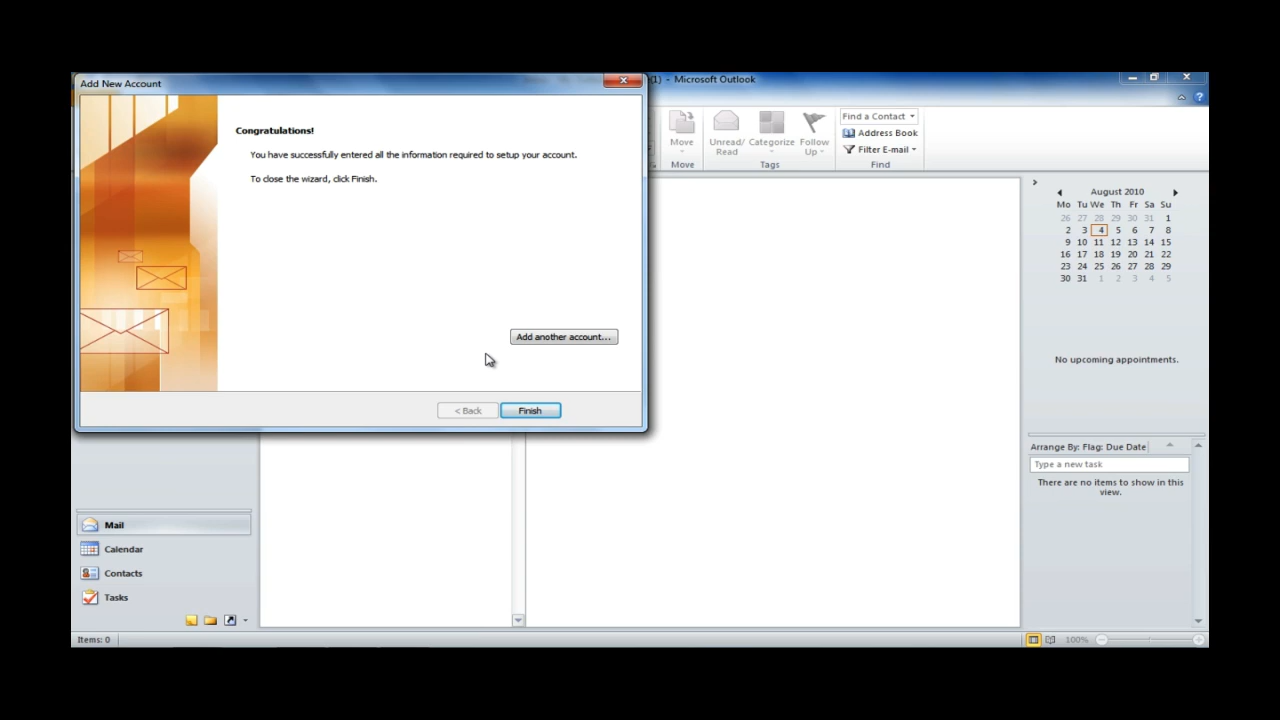 Add New Account
1) - Microsoft Outlook
Congratulations!
You have successfully entered all the information required to setup your account.
To close the wizard, click Finish.
Add another account...
< Back
Finish
Move
Move
Unread/
Read
Categorize
Follow
Up
Tags
Find a Contact
Address Book
Filter E-mail
Find
August 2010
Mo Tu We Th Fr Sa Su
26 27 28 29 30 31 1
2 3 4 5 6 7 8
9 10 11 12 13 14 15
16 17 18 19 20 21 22
23 24 25 26 27 28 29
30 31 1 2 3 4 5
No upcoming appointments.
Arrange By: Flag: Due Date
Type a new task
There are no items to show in this
view.
Mail
Calendar
Contacts
Tasks
Items: 0
100%